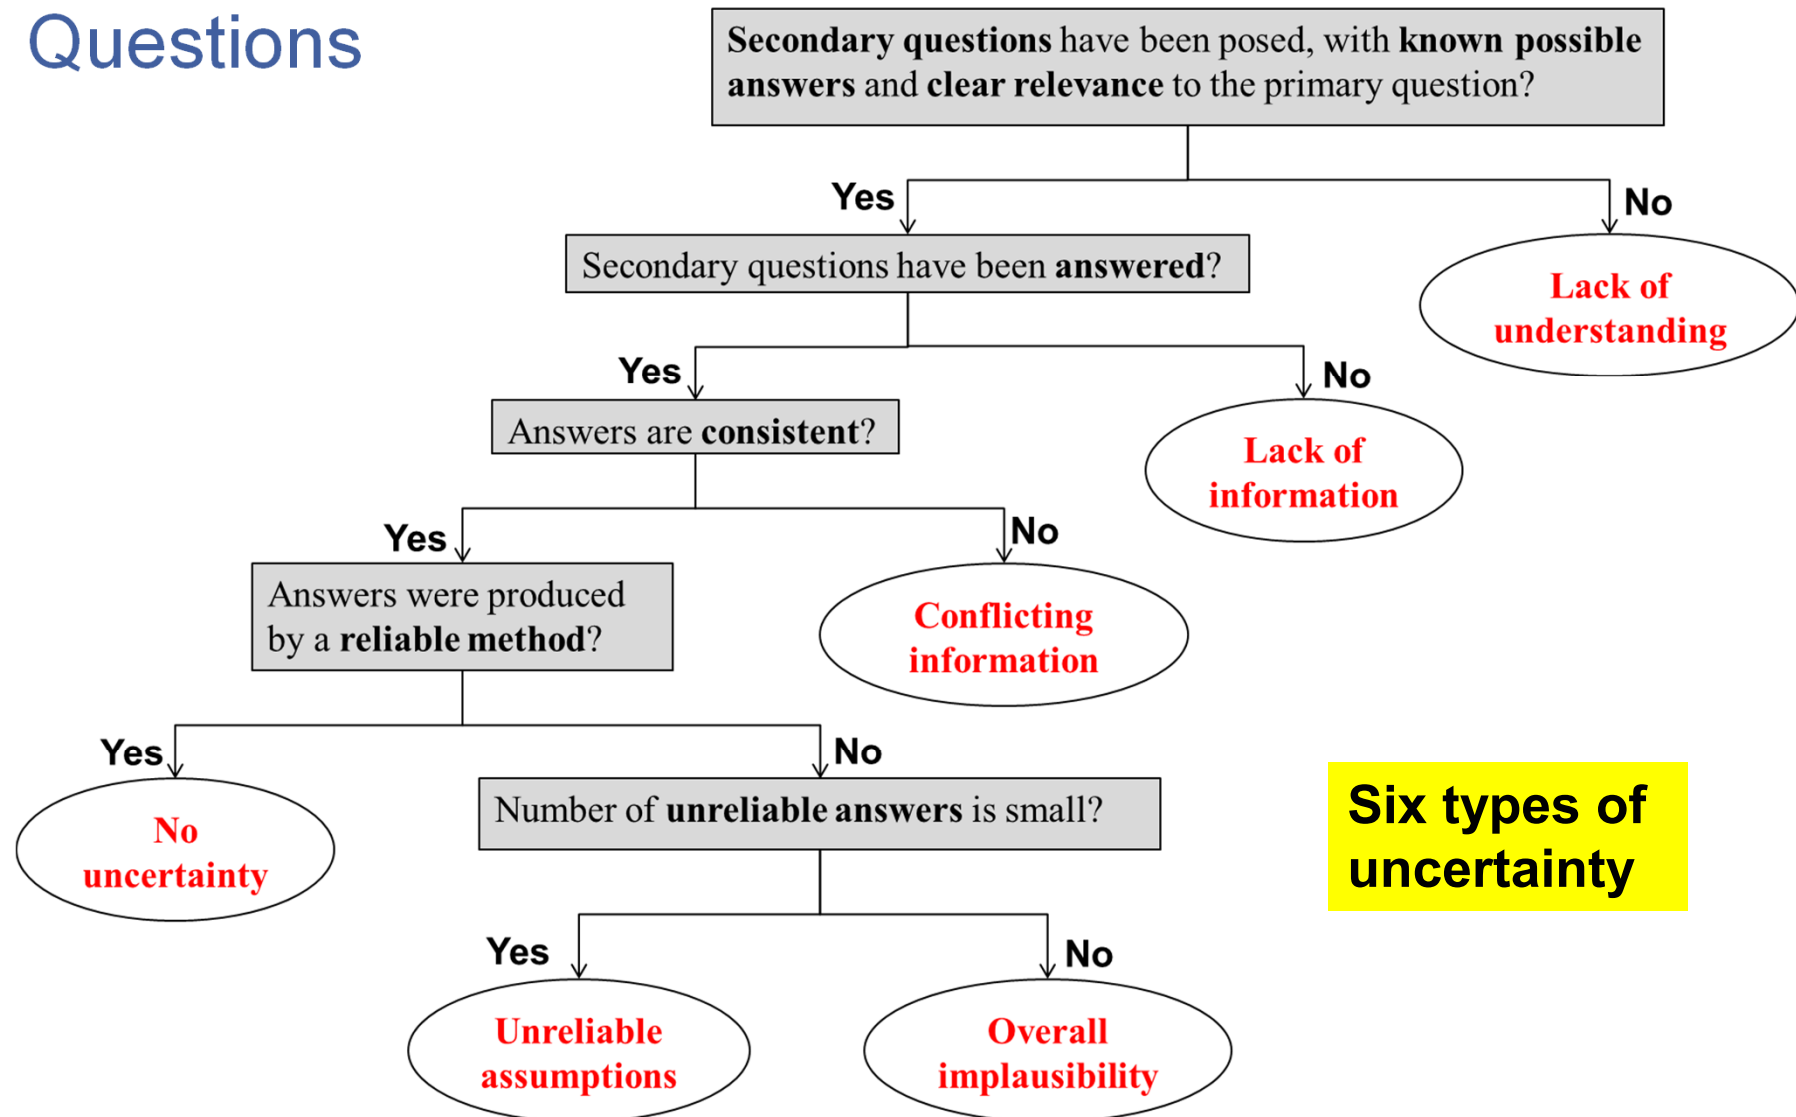 Questions
Secondary questions have been posed, with known possible
answers and clear relevance to the primary question?
Yes
No
Secondary questions have been answered?
Lack of
understanding
Yes
No
Answers are consistent?
Lack of
information
Yes
No
Answers were produced
by a reliable method?
Conflicting
information
Yes
No
Number of unreliable answers is small?
No
uncertainty
Six types of
uncertainty
Yes
No
Unreliable
assumptions
Overall
implausibility